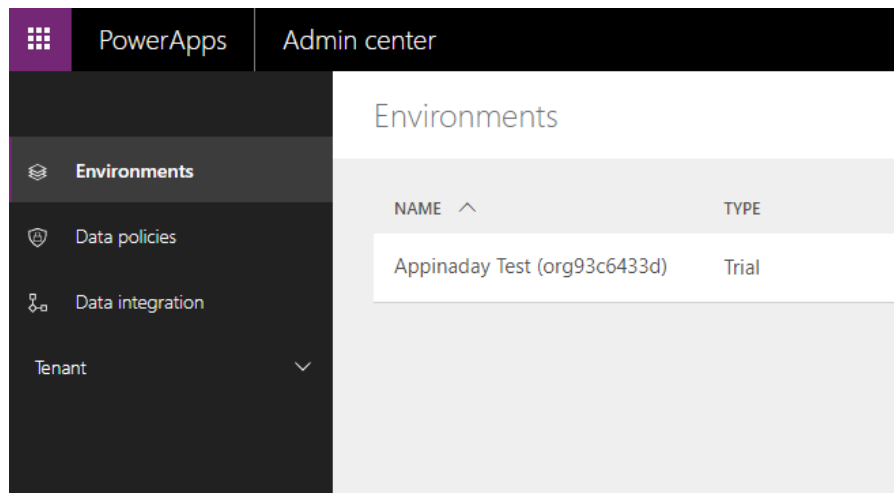 PowerApps
Admin center
Environments
Data policies
Data integration
Tenant
Environments
NAME TYPE
Appinaday Test (org93c6433d) Trial